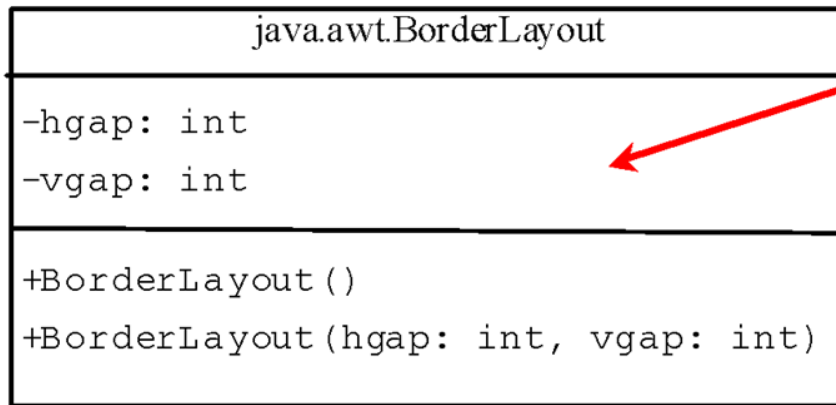 java.awt.BorderLayout
-hgap: int
-vgap: int
+BorderLayout()
+BorderLayout(hgap: int, vgap: int)